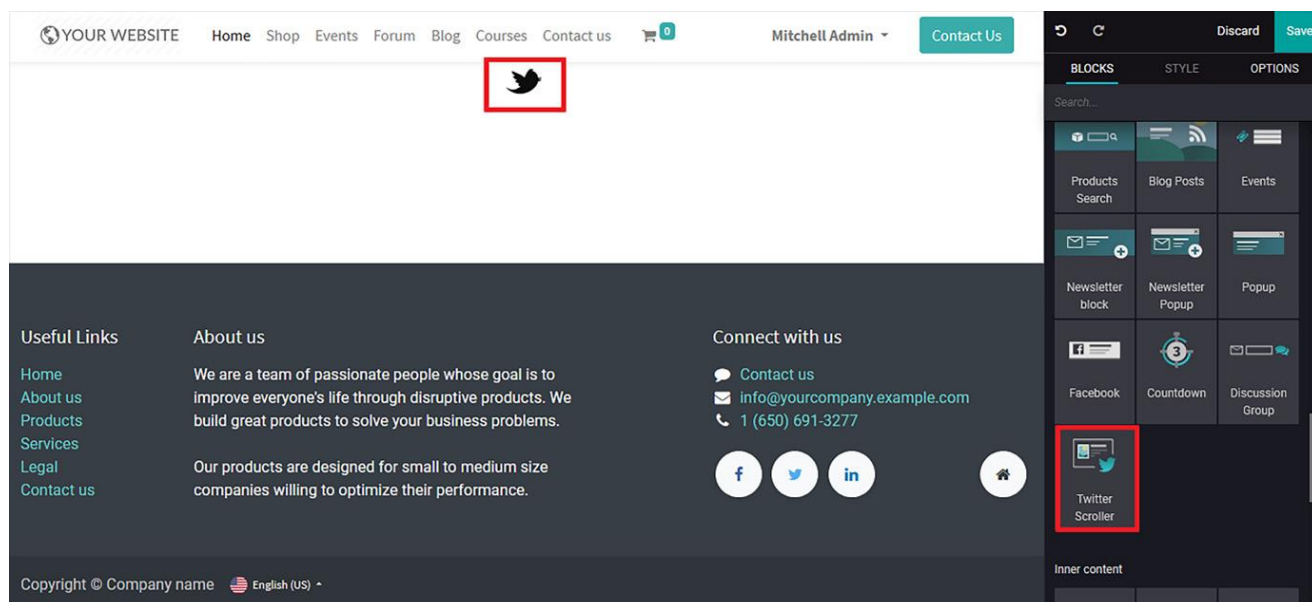 YOUR WEBSITE Home Shop Events Forum Blog Courses Contact us 0 Mitchell Admin Contact Us
Discard Save
BLOCKS STYLE OPTIONS
Search...
Products Search
Blog Posts
Events
Newsletter block
Newsletter Popup
Popup
Facebook
3
Countdown
Discussion Group
Twitter Scroller
Inner content
Useful Links
Home
About us
Products
Services
Legal
Contact us
About us
We are a team of passionate people whose goal is to
improve everyone's life through disruptive products. We
build great products to solve your business problems.
Our products are designed for small to medium size
companies willing to optimize their performance.
Connect with us
Contact us
info@yourcompany.example.com
1 (650) 691-3277
f in
Copyright © Company name English (US)